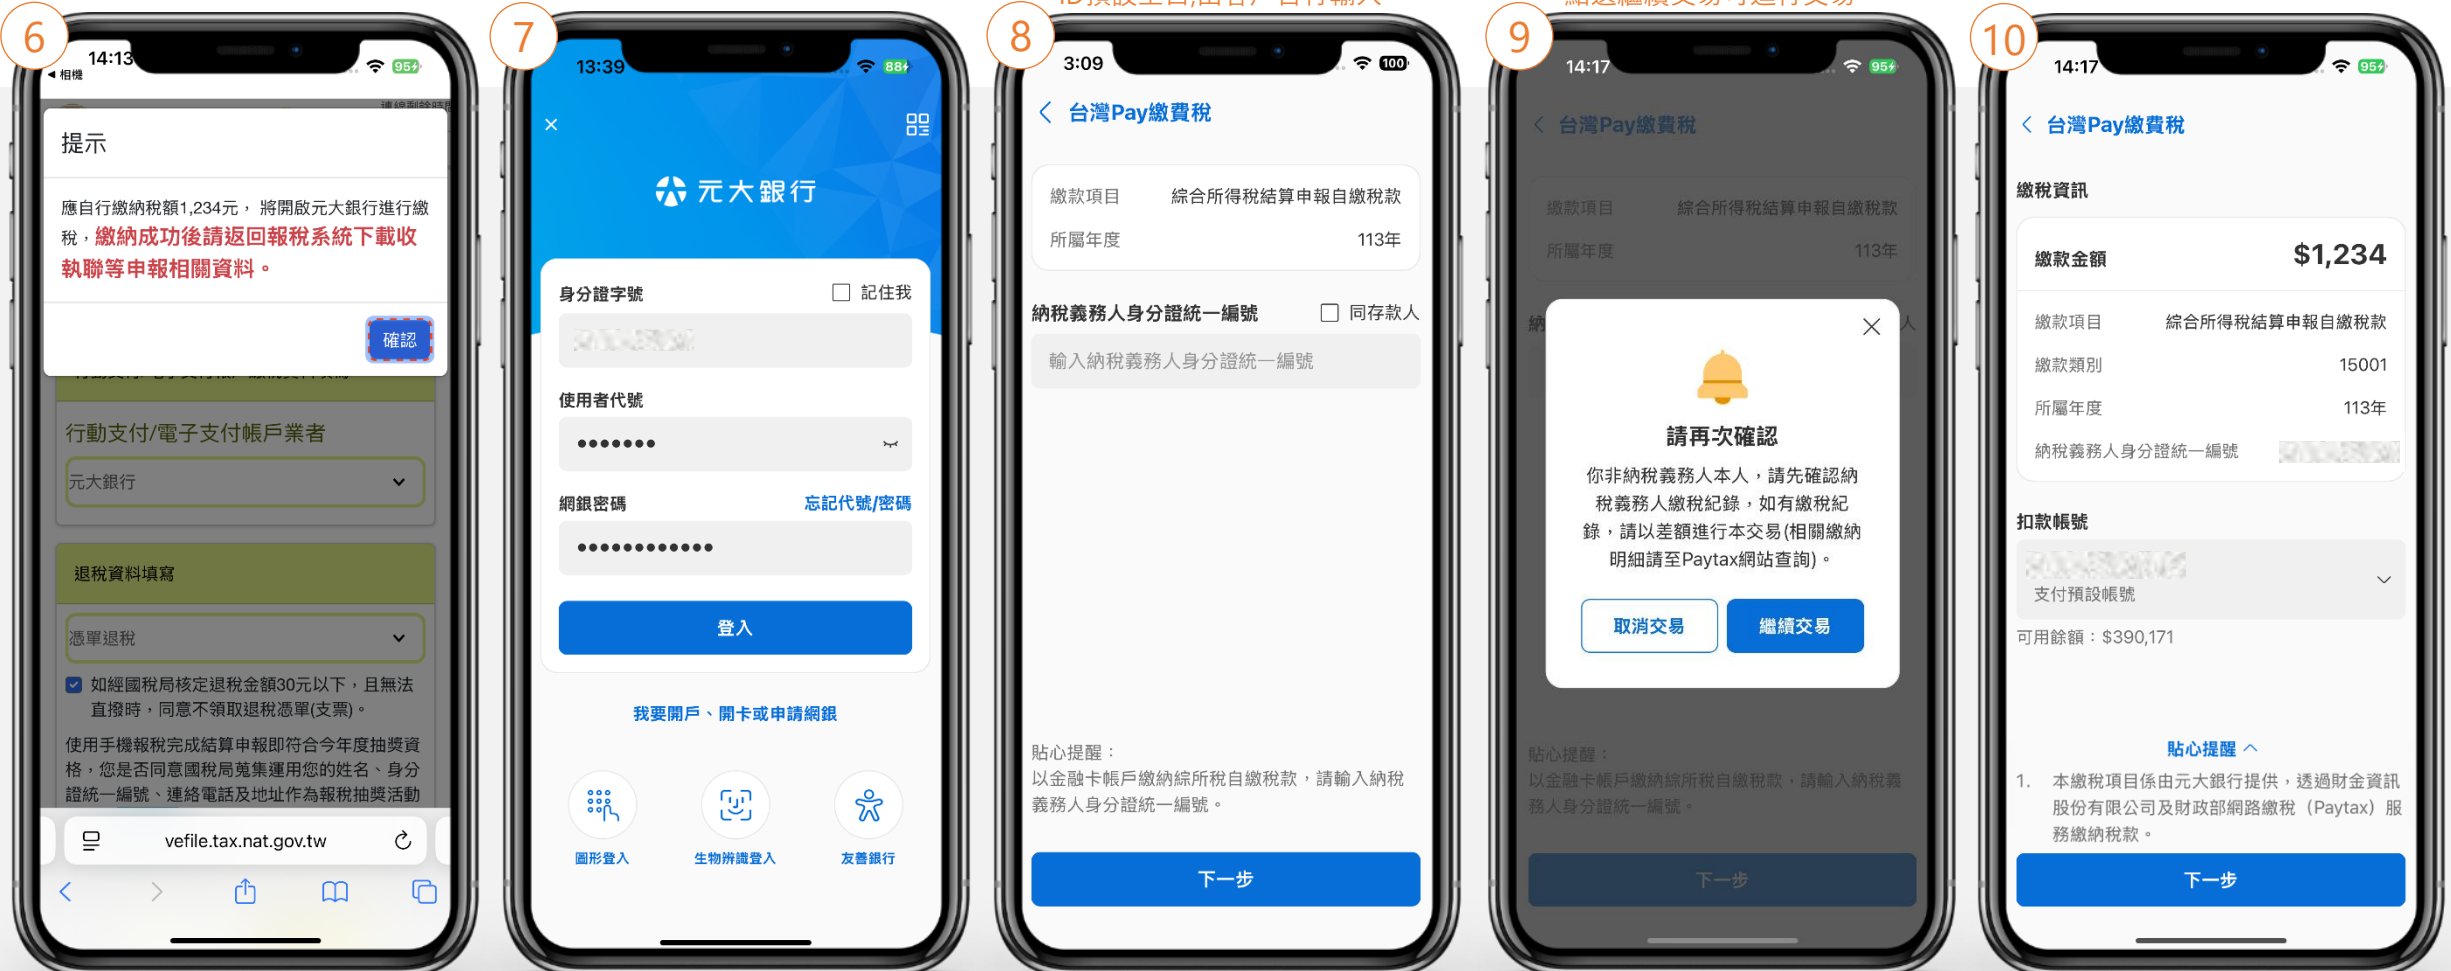 6
14:13
95
◀ 相機
提示
應自行繳納稅額1,234元，將開啟元大銀行進行繳
稅，繳納成功後請返回報稅系統下載收
執聯等申報相關資料。
確認
行動支付/電子支付帳戶業者
元大銀行
退稅資料填寫
憑單退稅
如經國稅局核定退稅金額30元以下，且無法
直撥時，同意不領取退稅憑單(支票)。
使用手機報稅完成結算申報即符合今年度抽獎資
格，您是否同意國稅局蒐集運用您的姓名、身分
證統一編號、連絡電話及地址作為報稅抽獎活動
vefile.tax.nat.gov.tw
7
13:39
88
元大銀行
身分證字號
記住我
使用者代號
網銀密碼
忘記代號/密碼
登入
我要開戶、開卡或申請網銀
圖形登入
生物辨識登入
友善銀行
8
3:09
100
台灣Pay繳費稅
繳款項目 綜合所得稅結算申報自繳稅款
所屬年度 113年
納稅義務人身分證統一編號
同存款人
輸入納稅義務人身分證統一編號
貼心提醒：
以金融卡帳戶繳納綜所稅自繳稅款，請輸入納稅
義務人身分證統一編號。
下一步
9
14:17
95
台灣Pay繳費稅
繳款項目 綜合所得稅結算申報自繳稅款
所屬年度 113年
請再次確認
你非納稅義務人本人，請先確認納
稅義務人繳稅紀錄，如有繳稅紀
錄，請以差額進行本交易(相關繳納
明細請至Paytax網站查詢)。
取消交易
繼續交易
貼心提醒：
以金融卡帳戶繳納綜所稅自繳稅款，請輸入納稅義
務人身分證統一編號。
下一步
10
14:17
95
台灣Pay繳費稅
繳稅資訊
繳款金額 $1,234
繳款項目 綜合所得稅結算申報自繳稅款
繳款類別 15001
所屬年度 113年
納稅義務人身分證統一編號
扣款帳號
支付預設帳號
可用餘額：$390,171
貼心提醒
1. 本繳稅項目係由元大銀行提供，透過財金資訊
股份有限公司及財政部網路繳稅（Paytax）服
務繳納稅款。
下一步